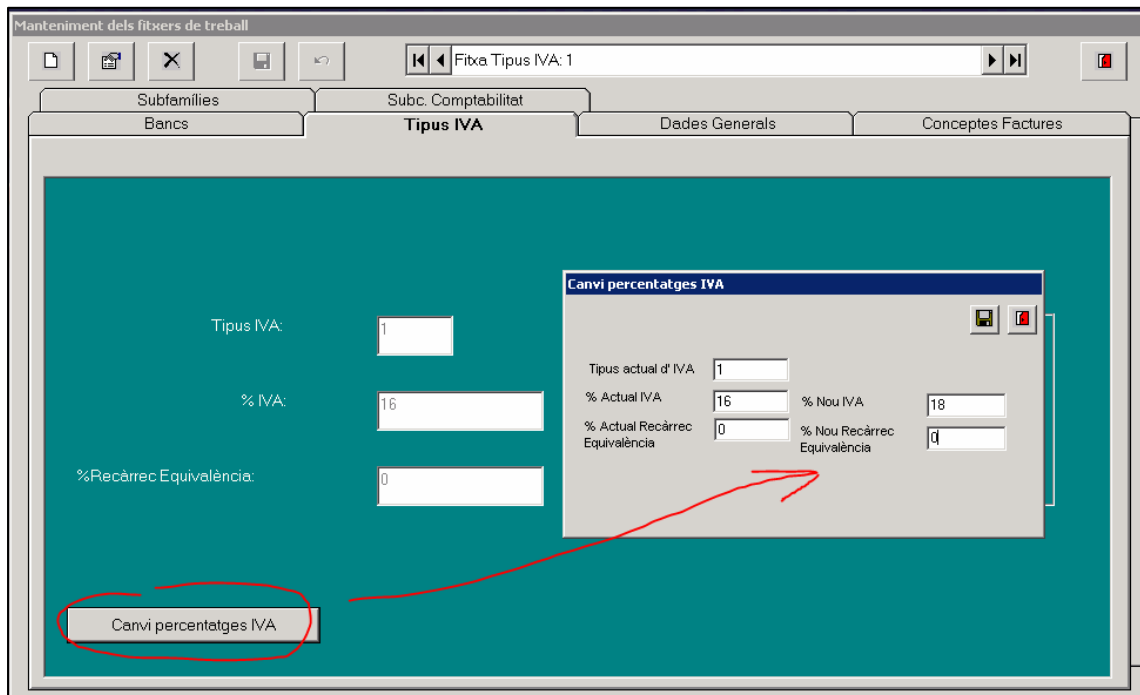 Manteniment dels fitxers de treball
Fitxa Tipus IVA: 1
Subfamílies
Subc. Comptabilitat
Bancs
Tipus IVA
Dades Generals
Conceptes Factures
Tipus IVA:
1
% IVA:
16
%Recàrrec Equivalència:
0
Canvi percentatges IVA
Canvi percentatges IVA
Tipus actual d' IVA
1
% Actual IVA
16
% Nou IVA
18
% Actual Recàrrec
Equivalència
0
% Nou Recàrrec
Equivalència
0